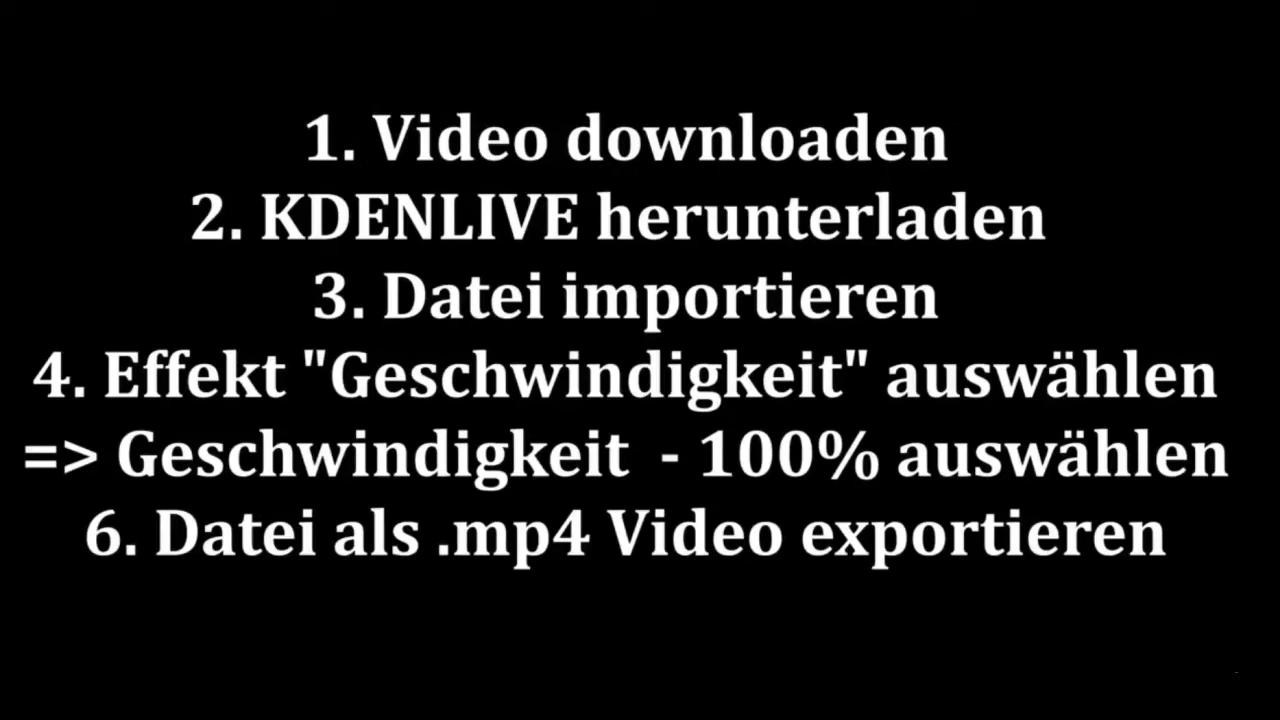 1. Video downloaden
2. KDENLIVE herunterladen
3. Datei importieren
4. Effekt "Geschwindigkeit" auswählen
=> Geschwindigkeit  - 100% auswählen
6. Datei als .mp4 Video exportieren